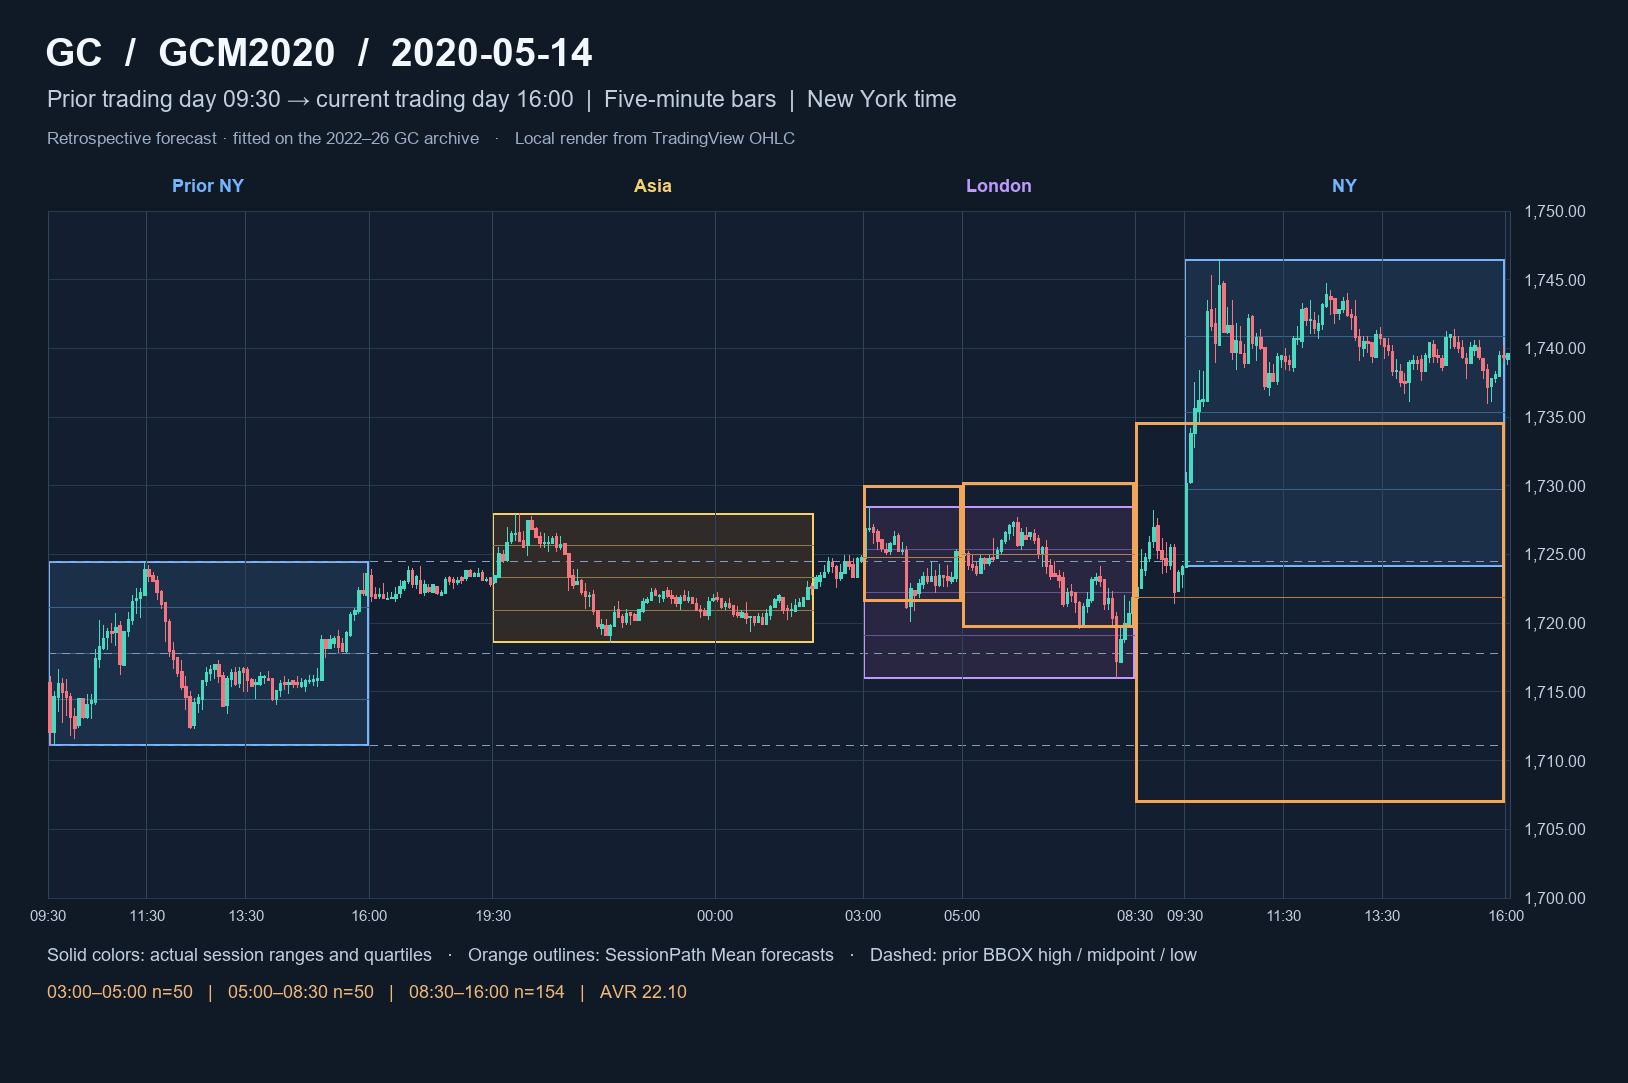 GC / GCM2020 / 2020-05-14
Prior trading day 09:30 → current trading day 16:00 | Five-minute bars | New York time
Retrospective forecast · fitted on the 2022–26 GC archive · Local render from TradingView OHLC
Prior NY Asia London NY
1,750.00
1,745.00
1,740.00
1,735.00
1,730.00
1,725.00
1,720.00
1,715.00
1,710.00
1,705.00
1,700.00
09:30 11:30 13:30 16:00 19:30 00:00 03:00 05:00 08:30 09:30 11:30 13:30 16:00
Solid colors: actual session ranges and quartiles · Orange outlines: SessionPath Mean forecasts · Dashed: prior BBOX high / midpoint / low
03:00–05:00 n=50 | 05:00–08:30 n=50 | 08:30–16:00 n=154 | AVR 22.10